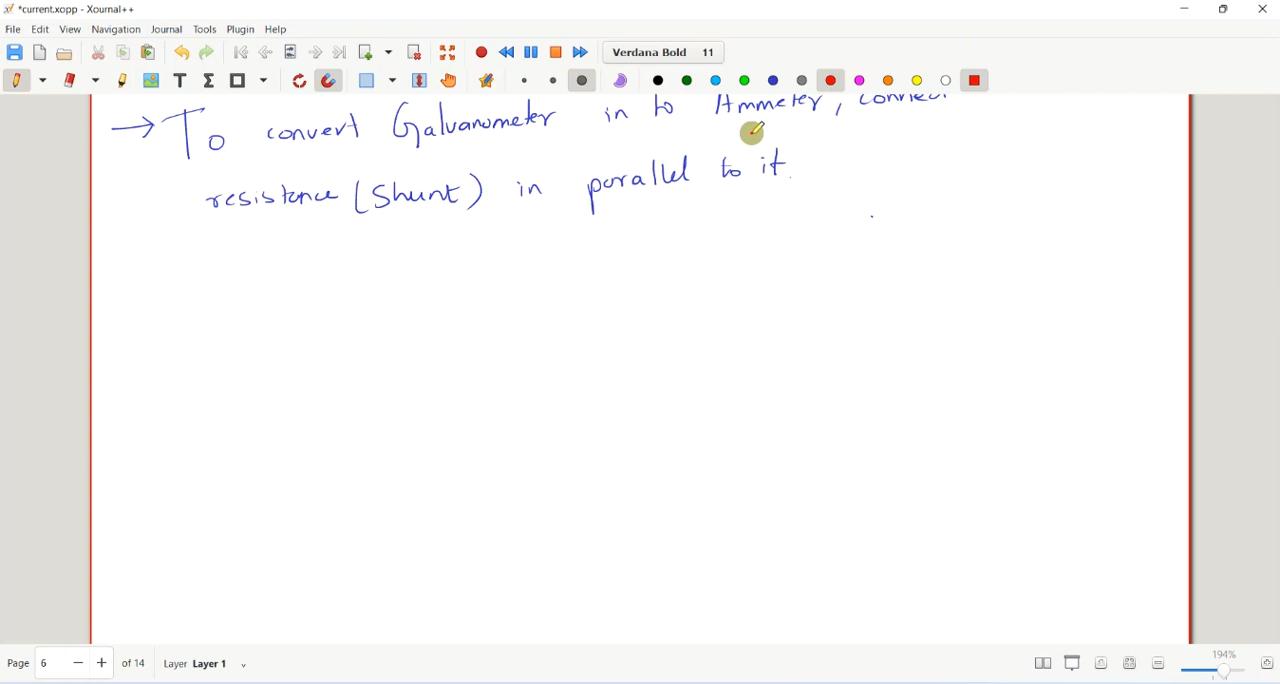 *current.xopp - Xournal++
File Edit View Navigation Journal Tools Plugin Help
Verdana Bold 11
→ To convert Galvanometer in to Ammeter, connect
resistance (Shunt) in parallel to it.
Page 6 of 14 Layer Layer 1
194%